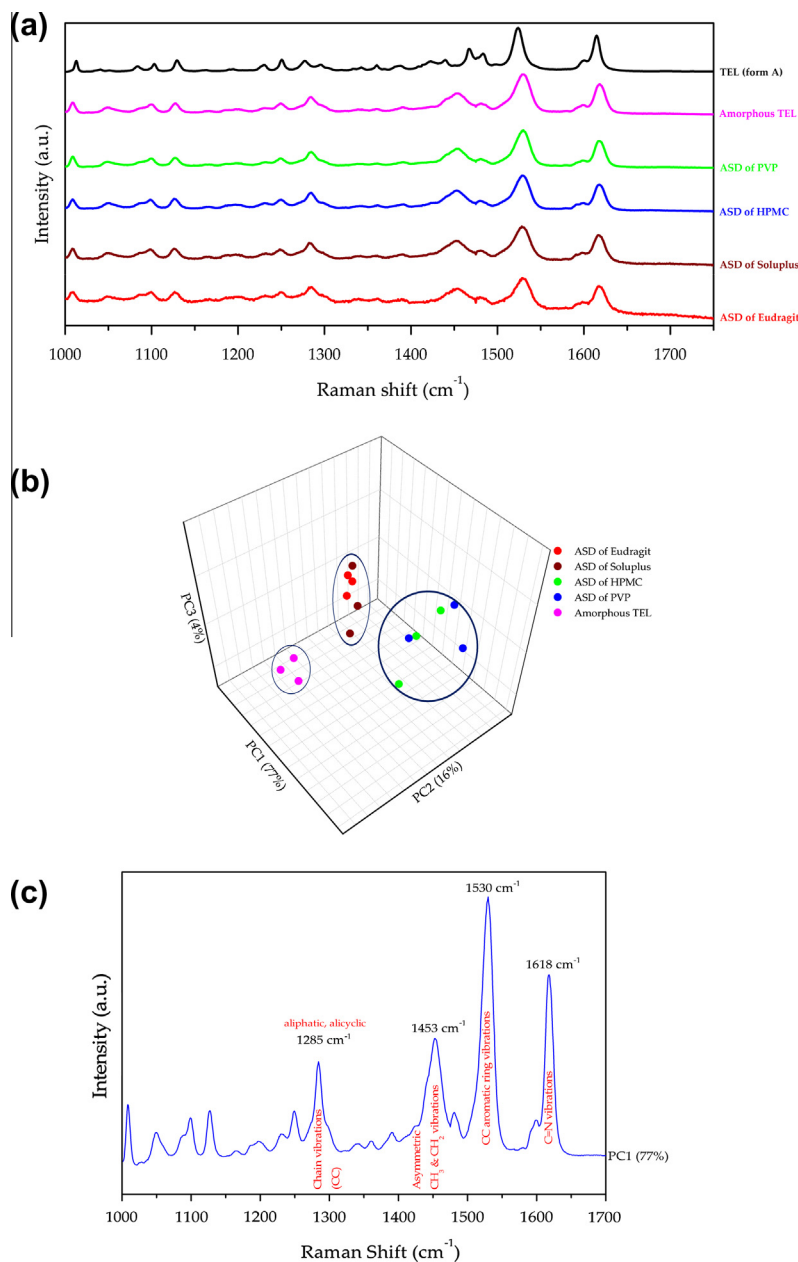 (a)
TEL (form A)
Amorphous TEL
ASD of PVP
ASD of HPMC
ASD of Soluplus
ASD of Eudragit
Intensity (a.u.)
1000 1100 1200 1300 1400 1500 1600 1700
Raman shift (cm⁻¹)
(b)
ASD of Eudragit
ASD of Soluplus
ASD of HPMC
ASD of PVP
Amorphous TEL
PC3 (4%)
PC1 (77%)
PC2 (16%)
(c)
1530 cm⁻¹
1618 cm⁻¹
aliphatic, alicyclic
1285 cm⁻¹
1453 cm⁻¹
Intensity (a.u.)
Chain vibrations
(CC)
Asymmetric
CH₃ & CH₂ vibrations
CC aromatic ring vibrations
C=N vibrations
PC1 (77%)
1000 1100 1200 1300 1400 1500 1600 1700
Raman Shift (cm⁻¹)